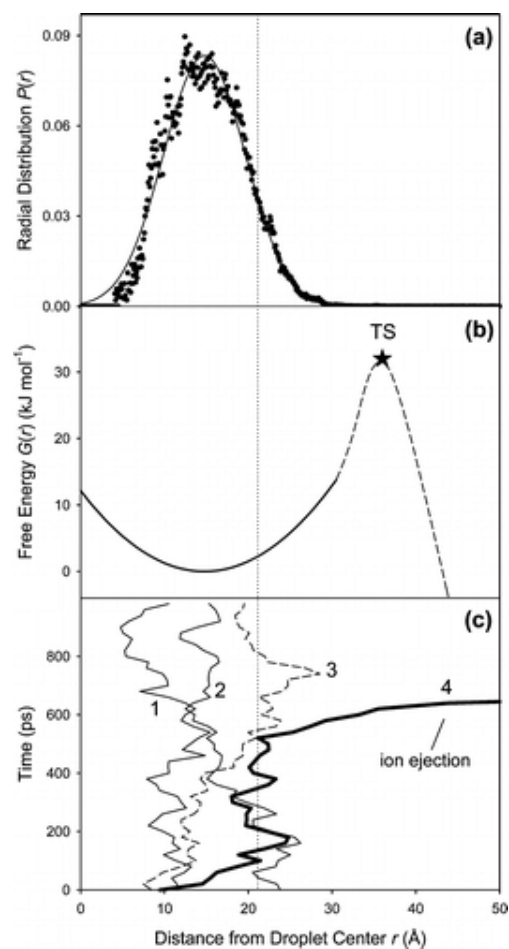 (a)
Radial Distribution P(r)
0.09
0.06
0.03
0.00
(b)
Free Energy G(r) (kJ mol⁻¹)
30
20
10
0
TS
(c)
Time (ps)
800
600
400
200
0
1
2
3
4
ion ejection
0 10 20 30 40 50
Distance from Droplet Center r (Å)